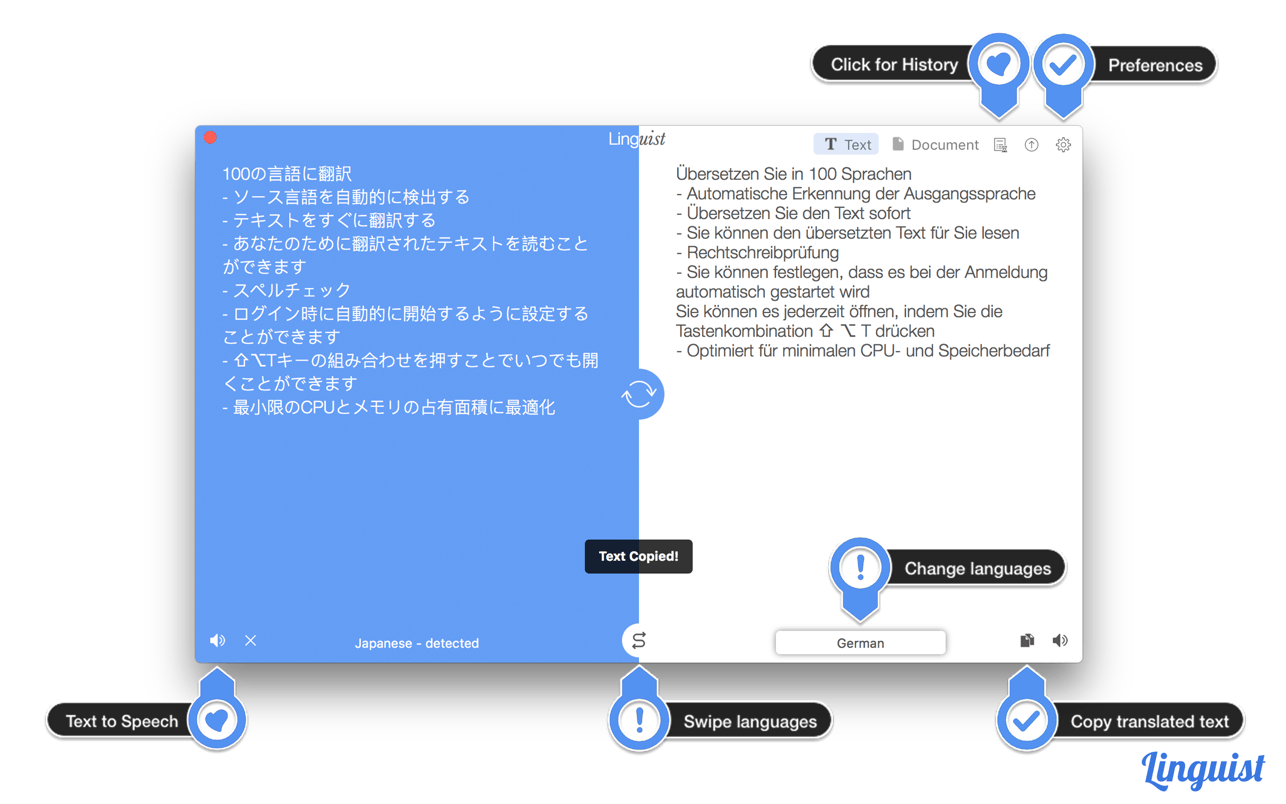 Click for History
Preferences
Linguist
T Text
Document
100の言語に翻訳
- ソース言語を自動的に検出する
- テキストをすぐに翻訳する
- あなたのために翻訳されたテキストを読むこと
ができます
- スペルチェック
- ログイン時に自動的に開始するように設定する
ことができます
- ⇧⌥Tキーの組み合わせを押すことでいつでも開
くことができます
- 最小限のCPUとメモリの占有面積に最適化
Übersetzen Sie in 100 Sprachen
- Automatische Erkennung der Ausgangssprache
- Übersetzen Sie den Text sofort
- Sie können den übersetzten Text für Sie lesen
- Rechtschreibprüfung
- Sie können festlegen, dass es bei der Anmeldung
automatisch gestartet wird
Sie können es jederzeit öffnen, indem Sie die
Tastenkombination ⇧ ⌥ T drücken
- Optimiert für minimalen CPU- und Speicherbedarf
Text Copied!
Change languages
Japanese - detected
German
Text to Speech
Swipe languages
Copy translated text
Linguist